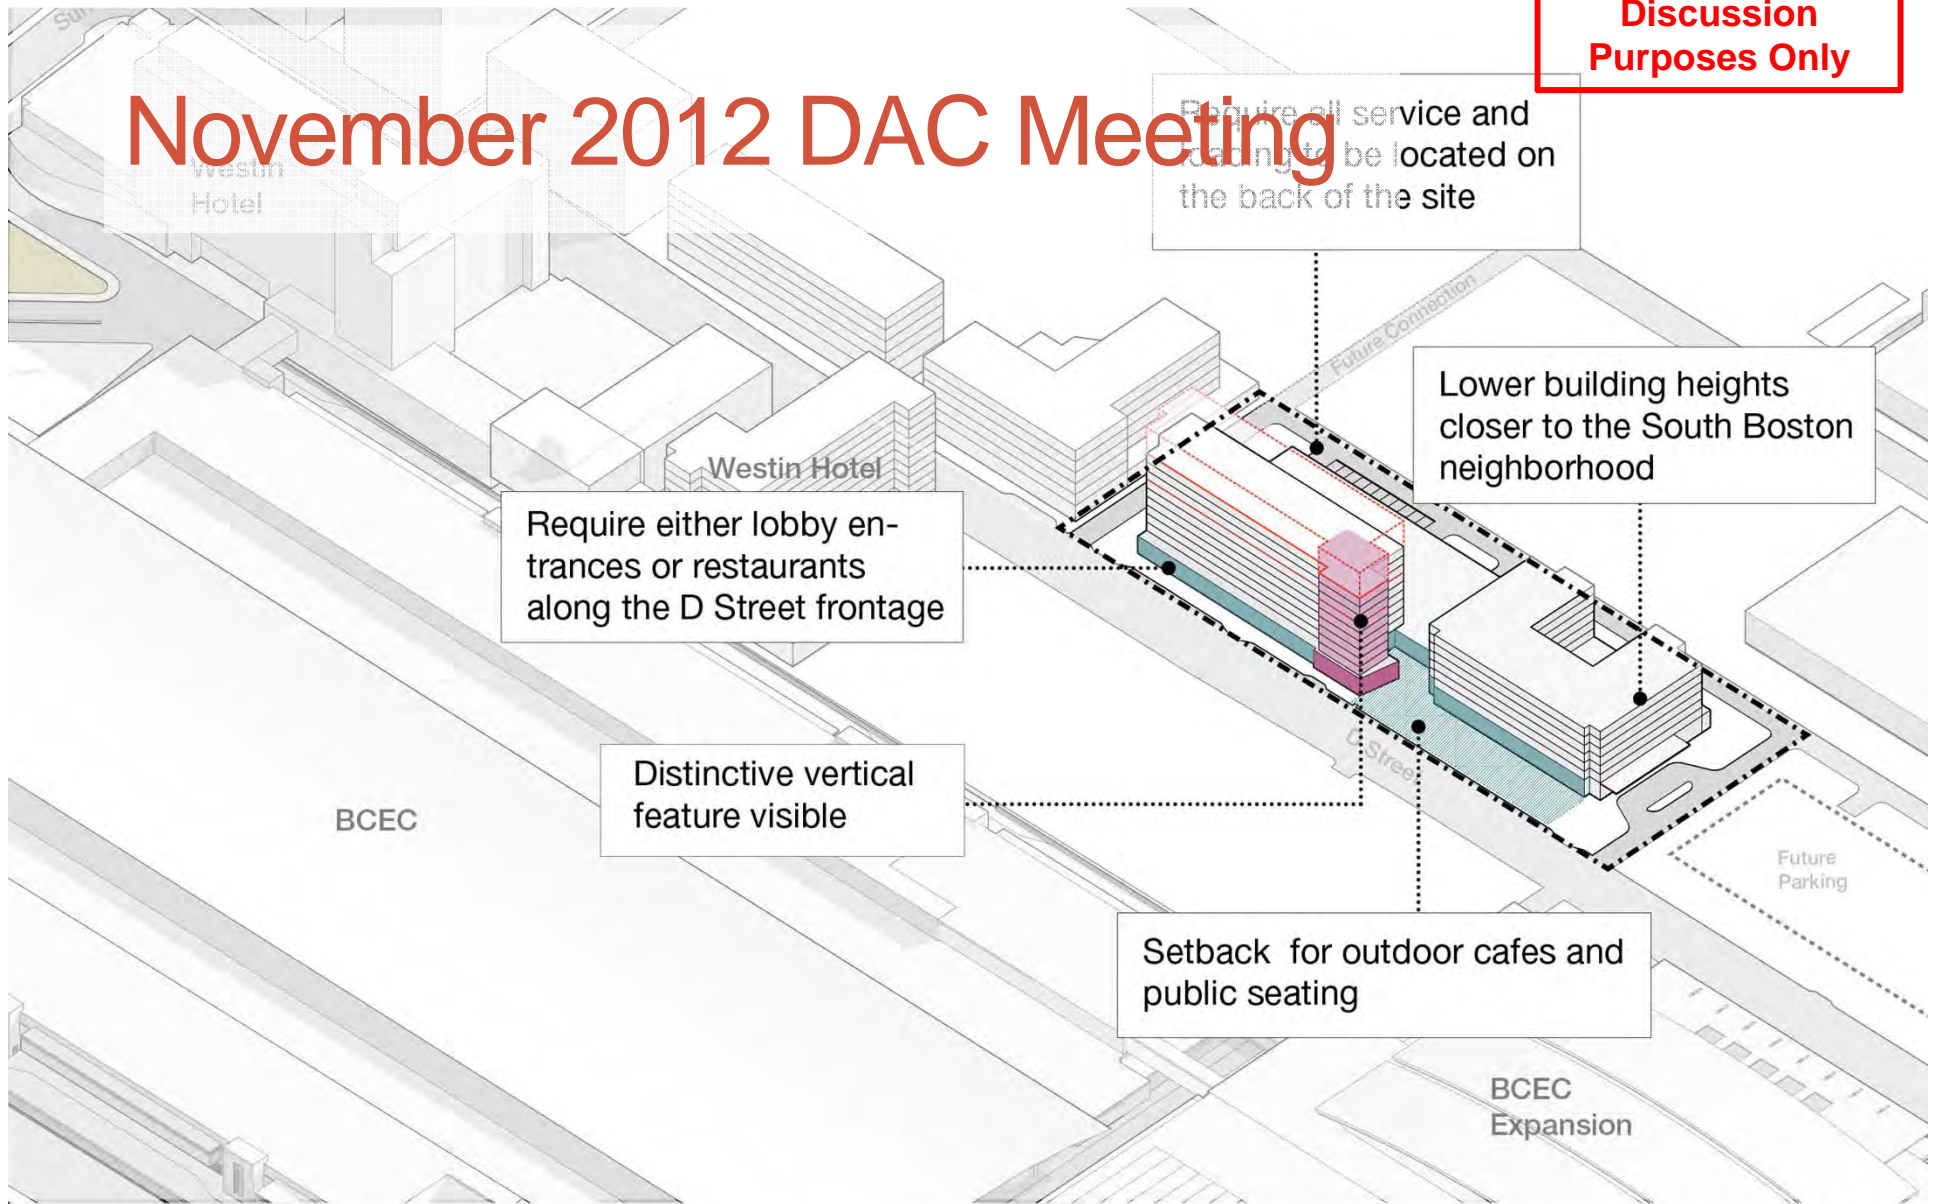 Discussion
Purposes Only
November 2012 DAC Meeting
Westin
Hotel
Require all service and
loading to be located on
the back of the site
Future Connection
Lower building heights
closer to the South Boston
neighborhood
Westin Hotel
Require either lobby en-
trances or restaurants
along the D Street frontage
D Street
Distinctive vertical
feature visible
BCEC
Future
Parking
Setback for outdoor cafes and
public seating
BCEC
Expansion